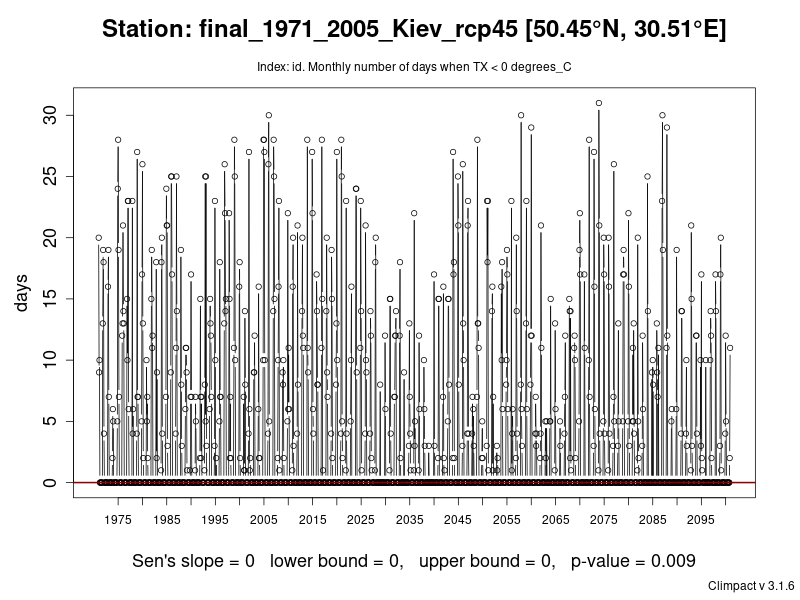 Station: final_1971_2005_Kiev_rcp45 [50.45°N, 30.51°E]
Index: id. Monthly number of days when TX < 0 degrees_C
30
25
20
15
10
5
0
days
1975 1985 1995 2005 2015 2025 2035 2045 2055 2065 2075 2085 2095
Sen's slope = 0 lower bound = 0, upper bound = 0, p-value = 0.009
Climpact v 3.1.6